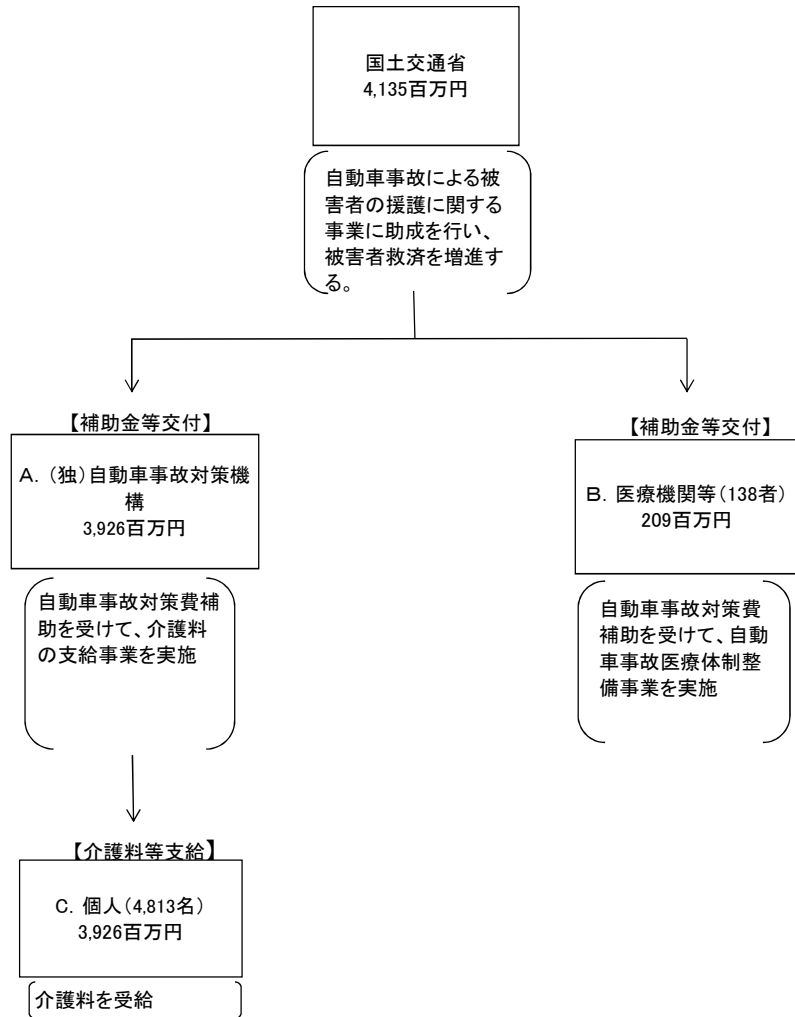 国土交通省
4,135百万円
自動車事故による被
害者の援護に関する
事業に助成を行い、
被害者救済を増進す
る。
【補助金等交付】
A.（独）自動車事故対策機
構
3,926百万円
自動車事故対策費補
助を受けて、介護料
の支給事業を実施
【補助金等交付】
B. 医療機関等（138者）
209百万円
自動車事故対策費
補助を受けて、自動
車事故医療体制整
備事業を実施
【介護料等支給】
C. 個人（4,813名）
3,926百万円
介護料を受給